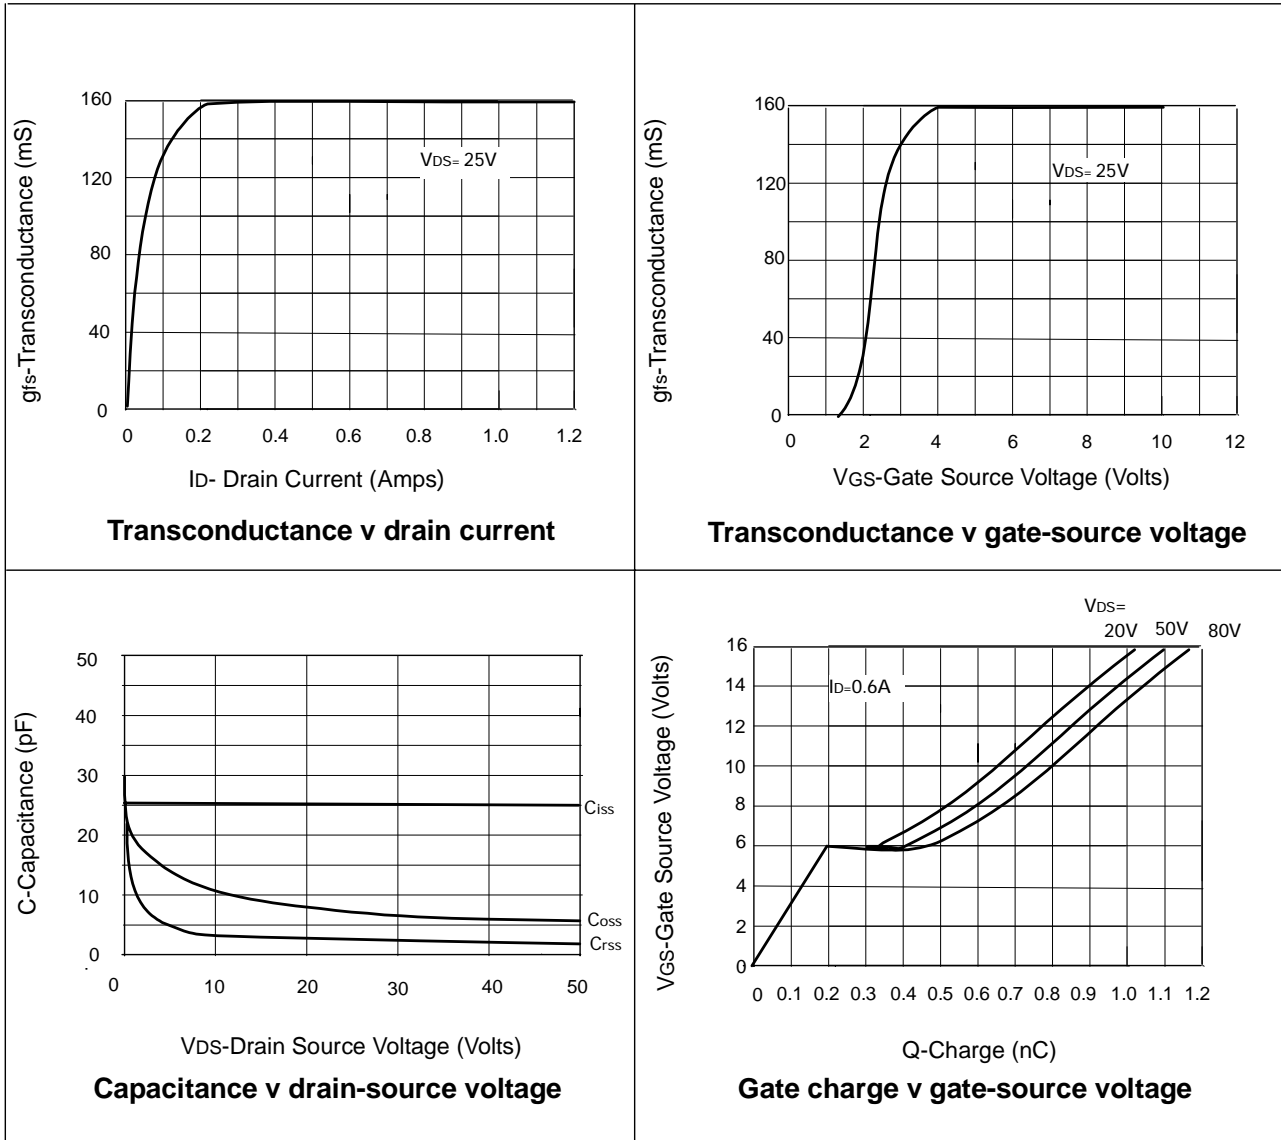 160
120
80
40
0
gfs-Transconductance (mS)
VDS= 25V
0 0.2 0.4 0.6 0.8 1.0 1.2
ID- Drain Current (Amps)
Transconductance v drain current
160
120
80
40
0
gfs-Transconductance (mS)
VDS= 25V
0 2 4 6 8 10 12
VGS-Gate Source Voltage (Volts)
Transconductance v gate-source voltage
50
40
30
20
10
0
C-Capacitance (pF)
Ciss
Coss
Crss
0 10 20 30 40 50
VDS-Drain Source Voltage (Volts)
Capacitance v drain-source voltage
VDS=
20V 50V 80V
16
14
12
10
8
6
4
2
0
VGS-Gate Source Voltage (Volts)
ID=0.6A
0 0.1 0.2 0.3 0.4 0.5 0.6 0.7 0.8 0.9 1.0 1.1 1.2
Q-Charge (nC)
Gate charge v gate-source voltage